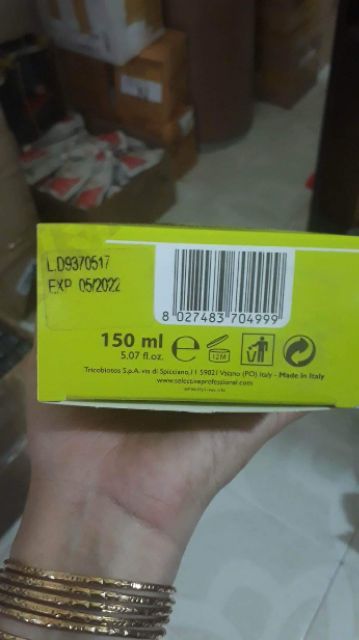 L.D9370517
EXP 05/2022
8 027483 704999
150 ml
5.07 fl.oz.
12M
Tricobiotos S.p.A. via di Spicciano,11 59021 Vaiano (PO) Italy - Made in Italy
www.selectiveprofessional.com